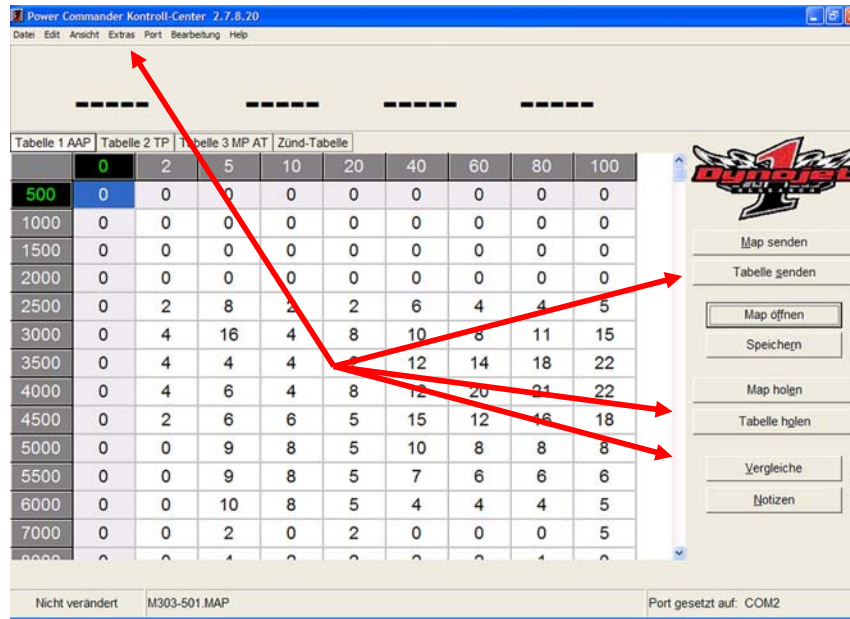 Power Commander Kontroll-Center 2.7.8.20
Datei Edit Ansicht Extras Port Bearbeitung Help
Tabelle 1 AAP Tabelle 2 TP Tabelle 3 MP AT Zünd-Tabelle
0 2 5 10 20 40 60 80 100
500 0 0 0 0 0 0 0 0 0
1000 0 0 0 0 0 0 0 0 0
1500 0 0 0 0 0 0 0 0 0
2000 0 0 0 0 0 0 0 0 0
2500 0 2 8 2 2 6 4 4 5
3000 0 4 16 4 8 10 8 11 15
3500 0 4 4 4 12 14 18 22
4000 0 4 6 4 8 12 20 21 22
4500 0 2 6 6 5 15 12 16 18
5000 0 0 9 8 5 10 8 8 8
5500 0 0 9 8 5 7 6 6 6
6000 0 0 10 8 5 4 4 4 5
7000 0 0 2 0 2 0 0 0 5
Dynojet
RESEARCH
Map senden
Tabelle senden
Map öffnen
Speichern
Map holen
Tabelle holen
Vergleiche
Notizen
Nicht verändert M303-501.MAP Port gesetzt auf: COM2